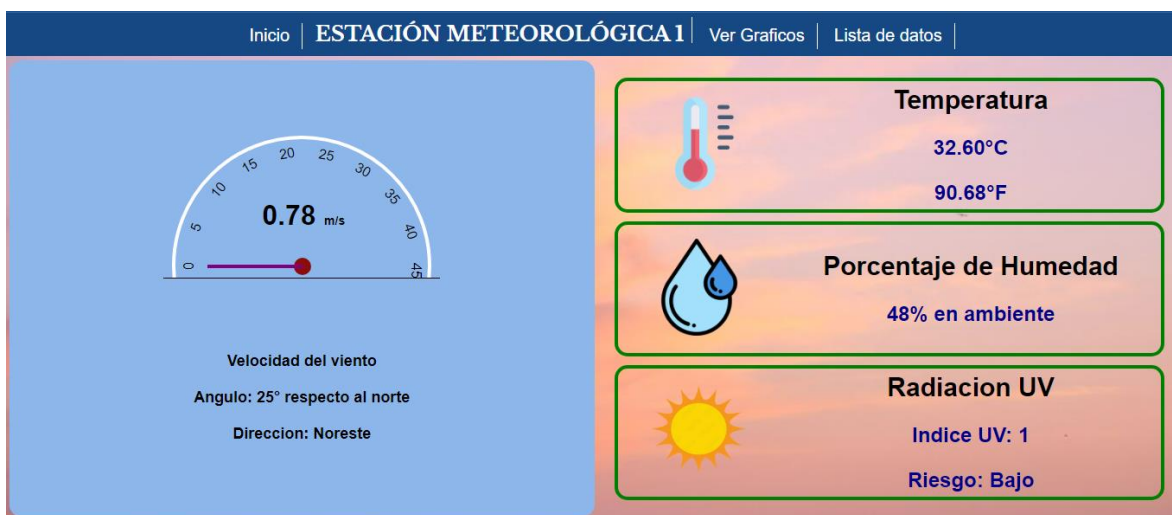 Inicio
ESTACIÓN METEOROLÓGICA 1
Ver Graficos
Lista de datos
0 5 10 15 20 25 30 35 40 45
0.78 m/s
Velocidad del viento
Angulo: 25° respecto al norte
Direccion: Noreste
Temperatura
32.60°C
90.68°F
Porcentaje de Humedad
48% en ambiente
Radiacion UV
Indice UV: 1
Riesgo: Bajo